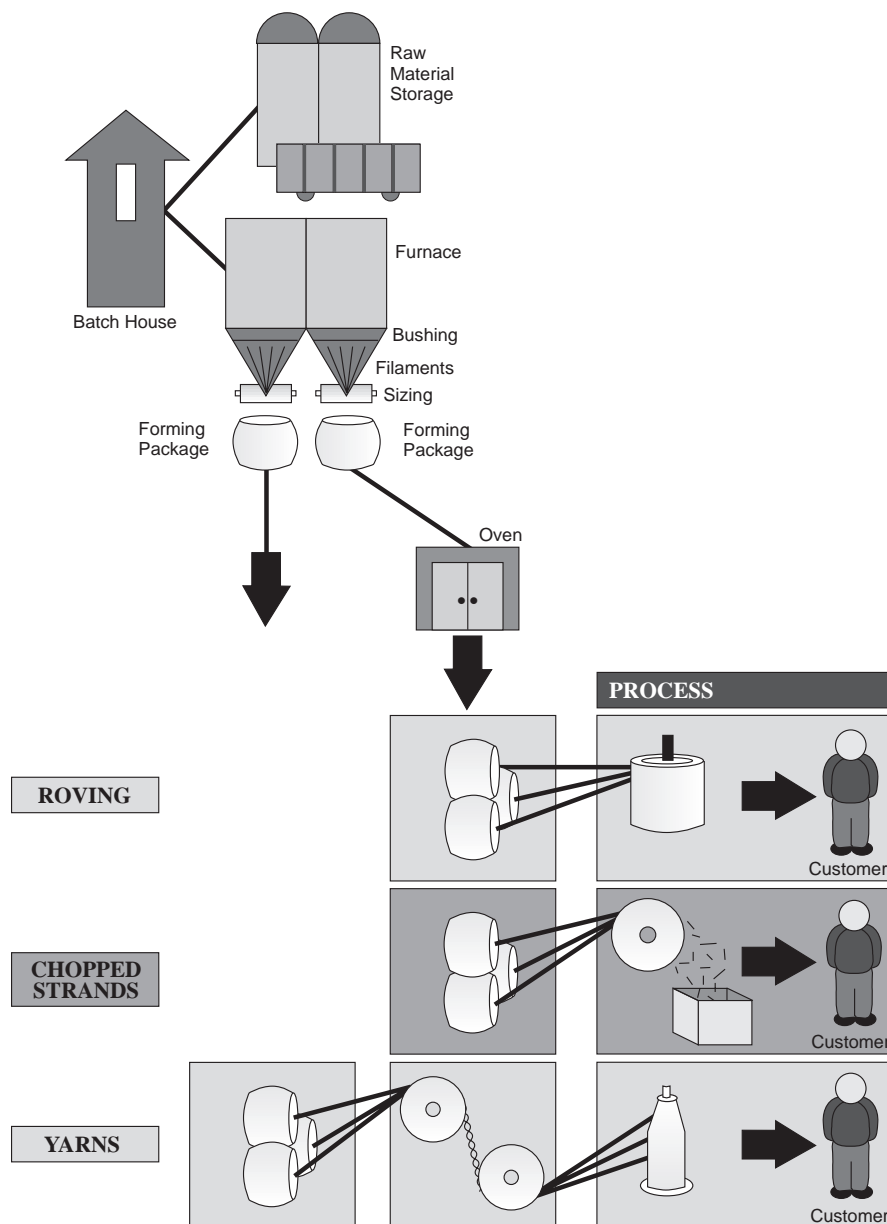 Raw
Material
Storage
Furnace
Batch House
Bushing
Filaments
Sizing
Forming
Package
Forming
Package
Oven
PROCESS
ROVING
Customer
CHOPPED
STRANDS
Customer
YARNS
Customer